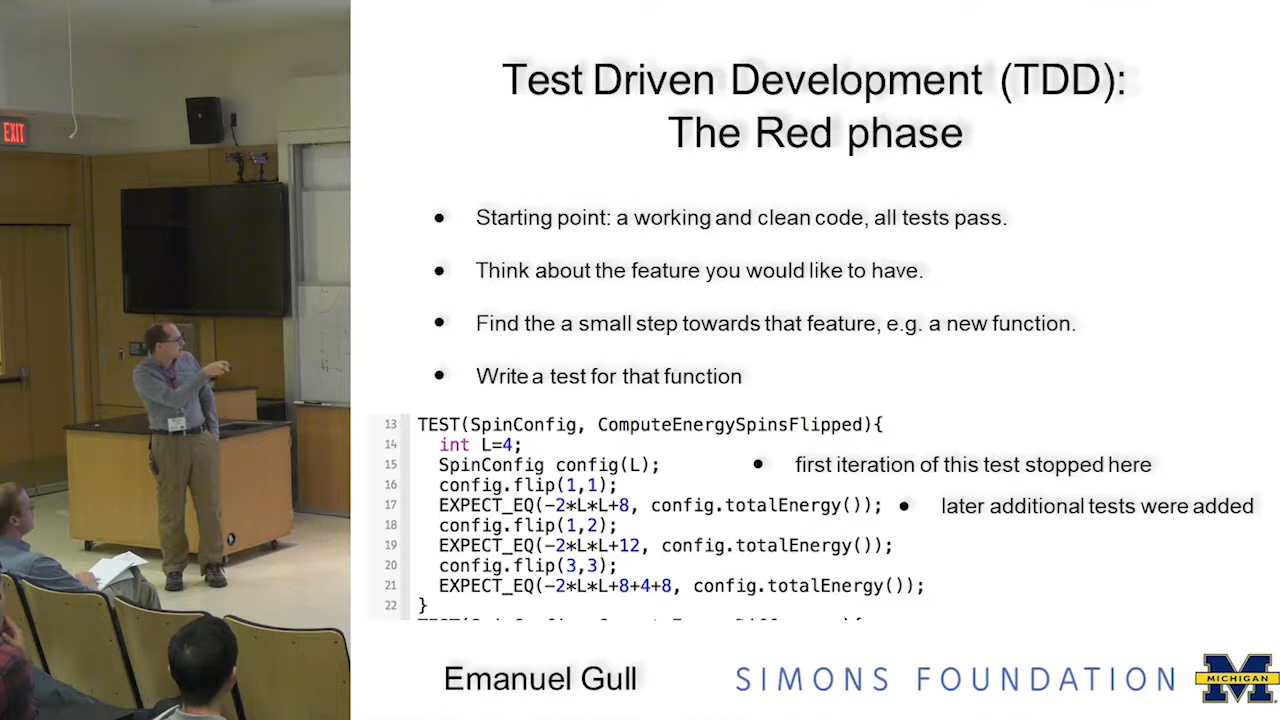 EXIT
Test Driven Development (TDD):
The Red phase
● Starting point: a working and clean code, all tests pass.
● Think about the feature you would like to have.
● Find the a small step towards that feature, e.g. a new function.
● Write a test for that function
13 TEST(SpinConfig, ComputeEnergySpinsFlipped){
14 int L=4;
15 SpinConfig config(L); ● first iteration of this test stopped here
16 config.flip(1,1);
17 EXPECT_EQ(-2*L*L+8, config.totalEnergy()); ● later additional tests were added
18 config.flip(1,2);
19 EXPECT_EQ(-2*L*L+12, config.totalEnergy());
20 config.flip(3,3);
21 EXPECT_EQ(-2*L*L+8+4+8, config.totalEnergy());
22 }
Emanuel Gull
SIMONS FOUNDATION
MICHIGAN